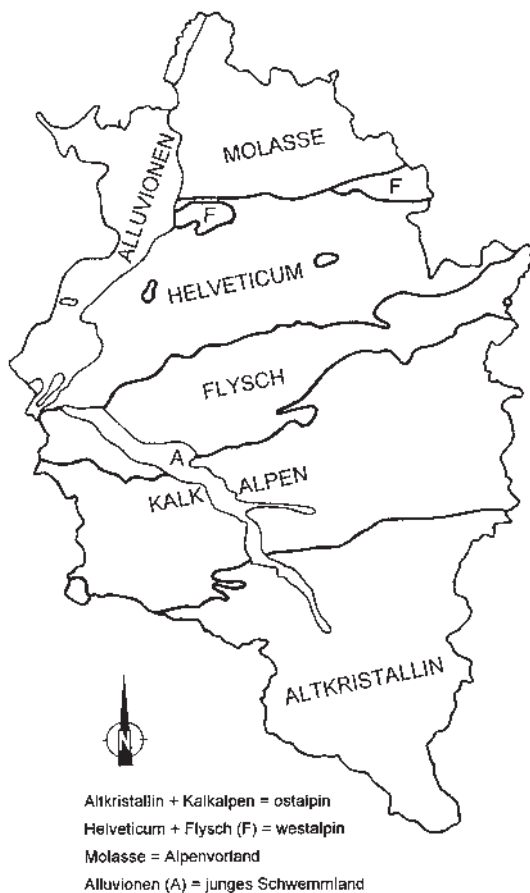 MOLASSE
F
ALLUVIONEN
F
HELVETICUM
FLYSCH
A
KALK ALPEN
ALTKRISTALLIN
N
Altkristallin + Kalkalpen = ostalpin
Helveticum + Flysch (F) = westalpin
Molasse = Alpenvorland
Alluvionen (A) = junges Schwemmland